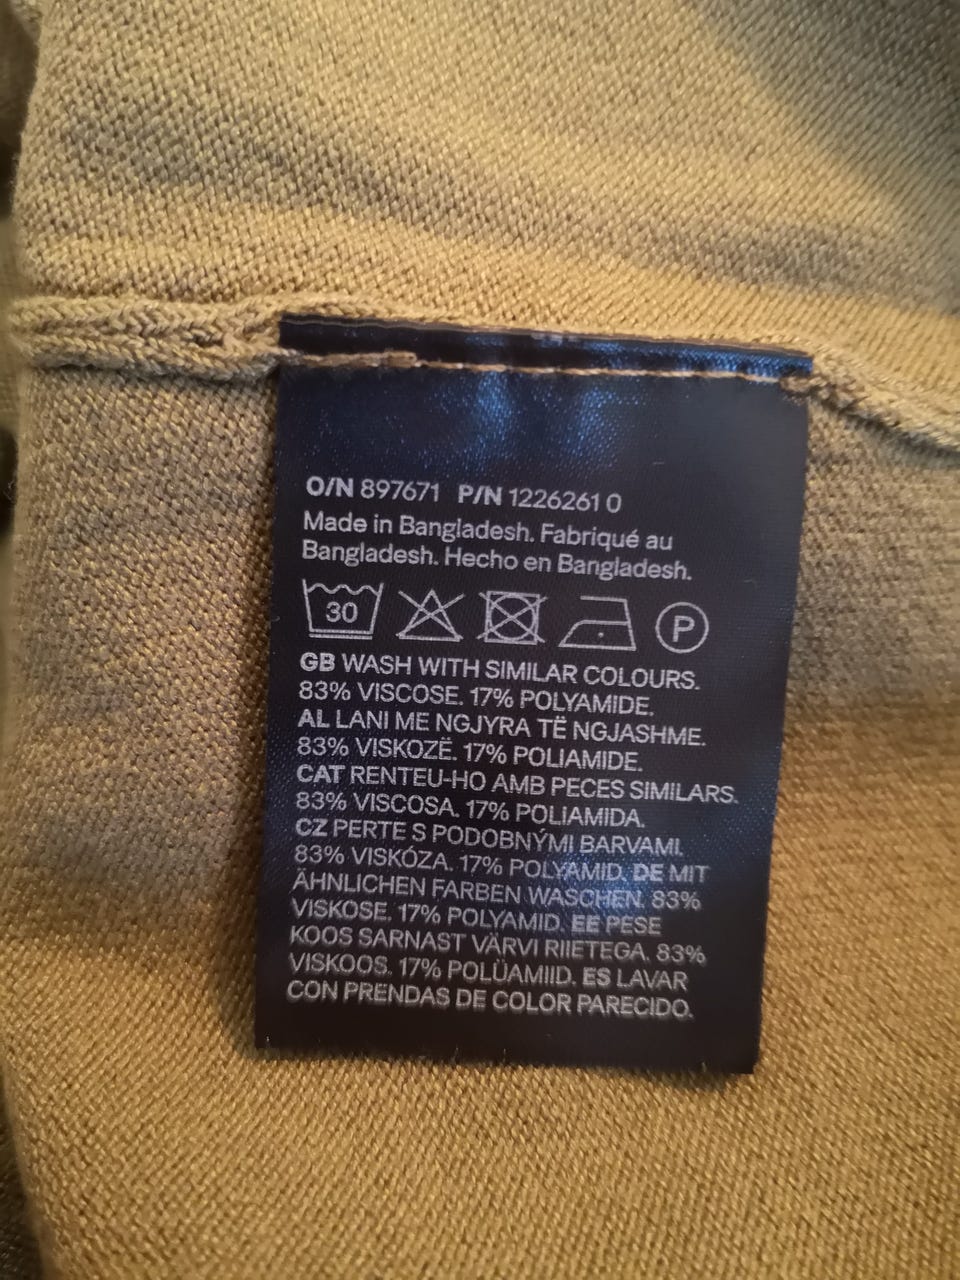 O/N 897671 P/N 1226261 0
Made in Bangladesh. Fabriqué au
Bangladesh. Hecho en Bangladesh.
30 P
GB WASH WITH SIMILAR COLOURS.
83% VISCOSE. 17% POLYAMIDE.
AL LANI ME NGJYRA TË NGJASHME.
83% VISKOZË. 17% POLIAMIDE.
CAT RENTEU-HO AMB PECES SIMILARS.
83% VISCOSA. 17% POLIAMIDA.
CZ PERTE S PODOBNÝMI BARVAMI.
83% VISKÓZA. 17% POLYAMID. DE MIT
ÄHNLICHEN FARBEN WASCHEN. 83%
VISKOSE. 17% POLYAMID. EE PESE
KOOS SARNAST VÄRVI RIIETEGA. 83%
VISKOOS. 17% POLÜAMIID. ES LAVAR
CON PRENDAS DE COLOR PARECIDO.